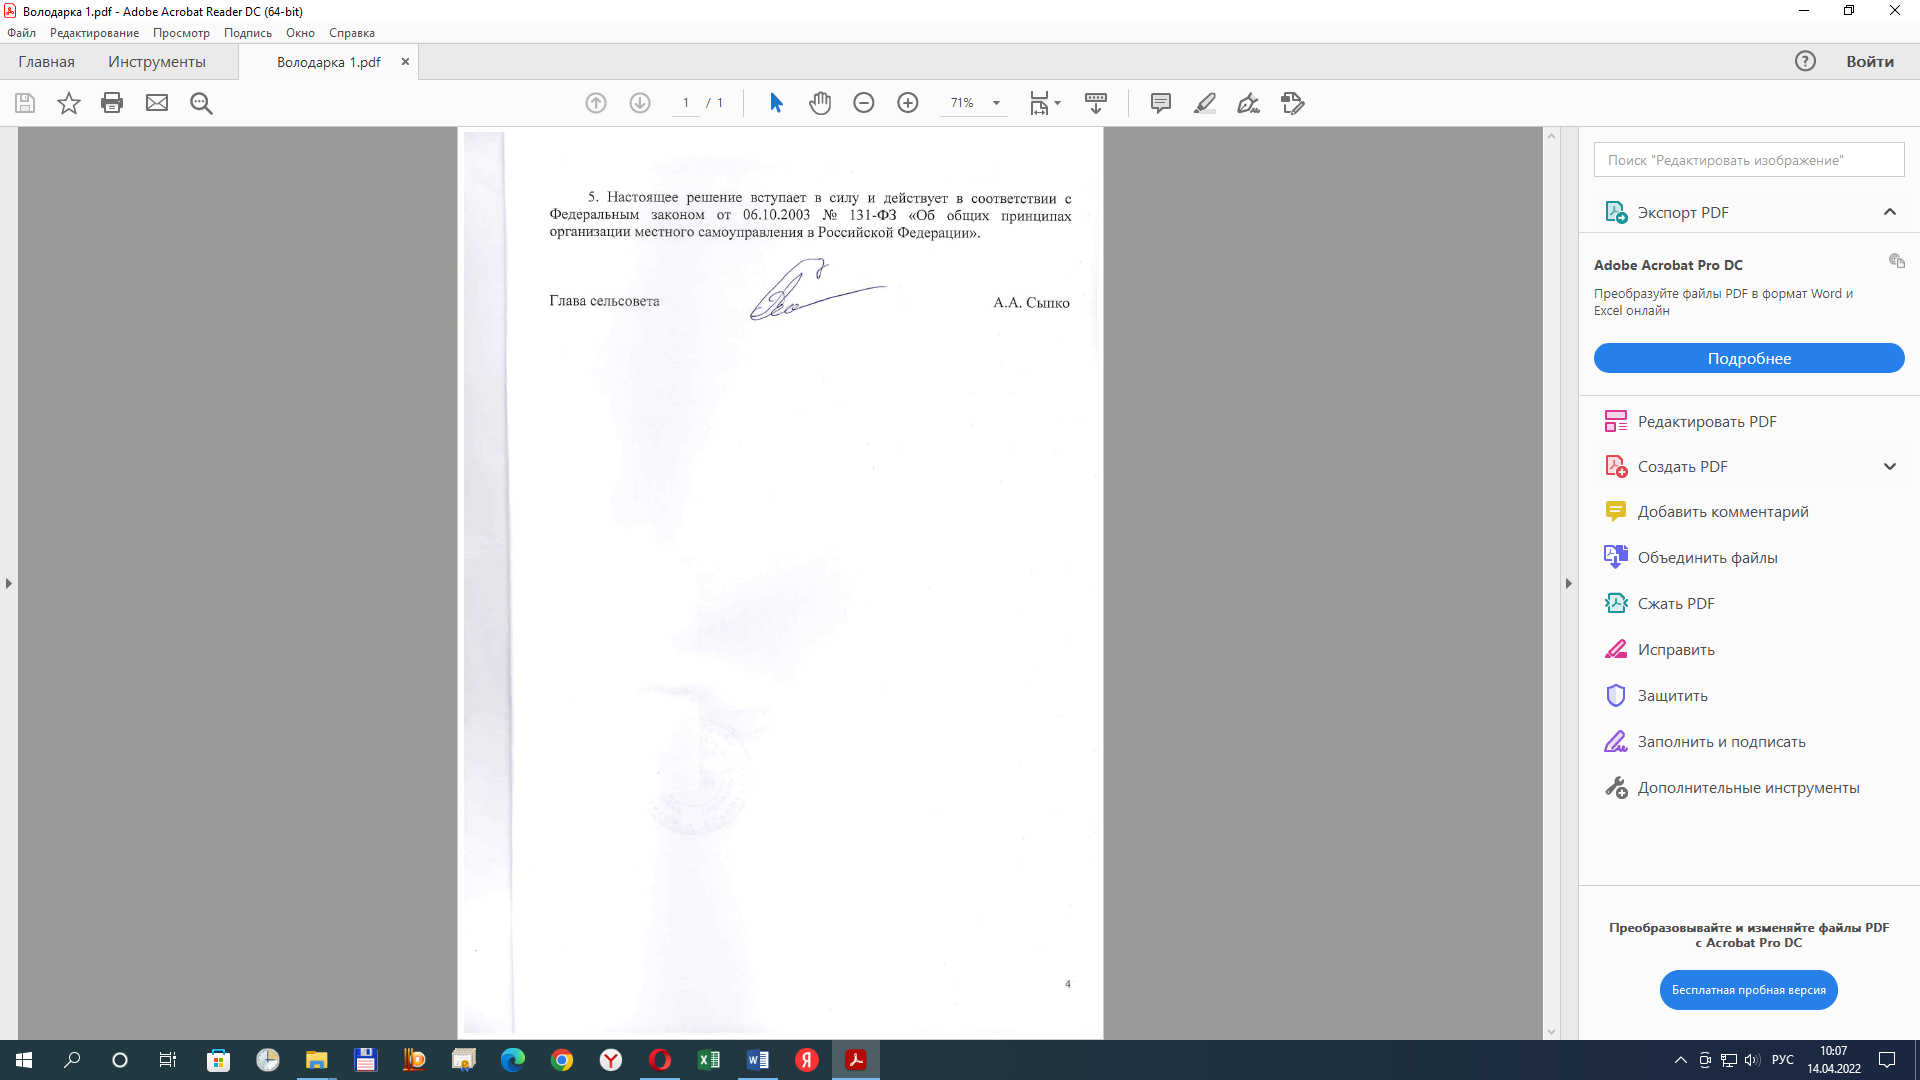 Володарка 1.pdf - Adobe Acrobat Reader DC (64-bit)
Файл Редактирование Просмотр Подпись Окно Справка
Главная Инструменты Володарка 1.pdf × Войти
1 / 1 71%
5. Настоящее решение вступает в силу и действует в соответствии с
Федеральным законом от 06.10.2003 № 131-ФЗ «Об общих принципах
организации местного самоуправления в Российской Федерации».
Глава сельсовета А.А. Сыпко
4
Поиск "Редактировать изображение"
Экспорт PDF
Adobe Acrobat Pro DC
Преобразуйте файлы PDF в формат Word и
Excel онлайн
Подробнее
Редактировать PDF
Создать PDF
Добавить комментарий
Объединить файлы
Сжать PDF
Исправить
Защитить
Заполнить и подписать
Дополнительные инструменты
Преобразовывайте и изменяйте файлы PDF
с Acrobat Pro DC
Бесплатная пробная версия
РУС
10:07
14.04.2022